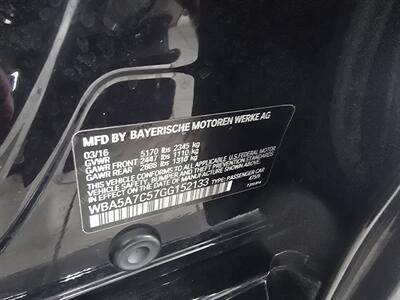 MFD BY BAYERISCHE MOTOREN WERKE AG
03/16 5170 lbs 2345 kg
GVWR
GAWR FRONT 2447 lbs 1110 kg
GAWR REAR 2888 lbs 1310 kg
THIS VEHICLE CONFORMS TO ALL APPLICABLE U.S. FEDERAL MOTOR
VEHICLE SAFETY, BUMPER AND THEFT PREVENTION STANDARDS IN
EFFECT ON THE DATE OF MANUFACTURE SHOWN ABOVE.
WBA5A7C57GG152133 TYPE: PASSENGER CAR
475/9